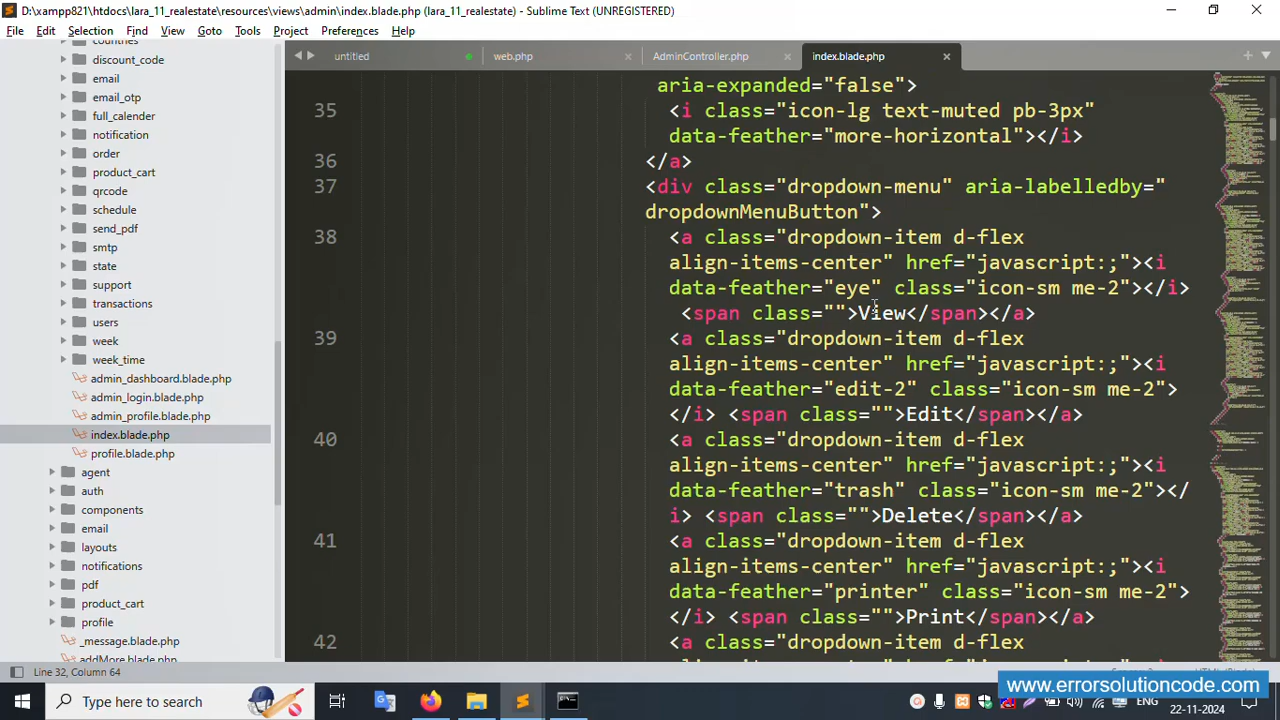 D:\xampp821\htdocs\lara_11_realestate\resources\views\admin\index.blade.php (lara_11_realestate) - Sublime Text (UNREGISTERED)
File Edit Selection Find View Goto Tools Project Preferences Help
untitled web.php AdminController.php index.blade.php
countries
discount_code
email
email_otp
full_calender
notification
order
product_cart
qrcode
schedule
send_pdf
smtp
state
support
transactions
users
week
week_time
admin_dashboard.blade.php
admin_login.blade.php
admin_profile.blade.php
index.blade.php
profile.blade.php
agent
auth
components
email
layouts
notifications
pdf
product_cart
profile
_message.blade.php
addMore.blade.php
aria-expanded="false">
35 <i class="icon-lg text-muted pb-3px"
data-feather="more-horizontal"></i>
36 </a>
37 <div class="dropdown-menu" aria-labelledby="
dropdownMenuButton">
38 <a class="dropdown-item d-flex
align-items-center" href="javascript:;"><i
data-feather="eye" class="icon-sm me-2"></i>
<span class="">View</span></a>
39 <a class="dropdown-item d-flex
align-items-center" href="javascript:;"><i
data-feather="edit-2" class="icon-sm me-2">
</i> <span class="">Edit</span></a>
40 <a class="dropdown-item d-flex
align-items-center" href="javascript:;"><i
data-feather="trash" class="icon-sm me-2"></
i> <span class="">Delete</span></a>
41 <a class="dropdown-item d-flex
align-items-center" href="javascript:;"><i
data-feather="printer" class="icon-sm me-2">
</i> <span class="">Print</span></a>
42 <a class="dropdown-item d-flex
Line 32, Column 64
www.errorsolutioncode.com
Type here to search
ENG
22-11-2024